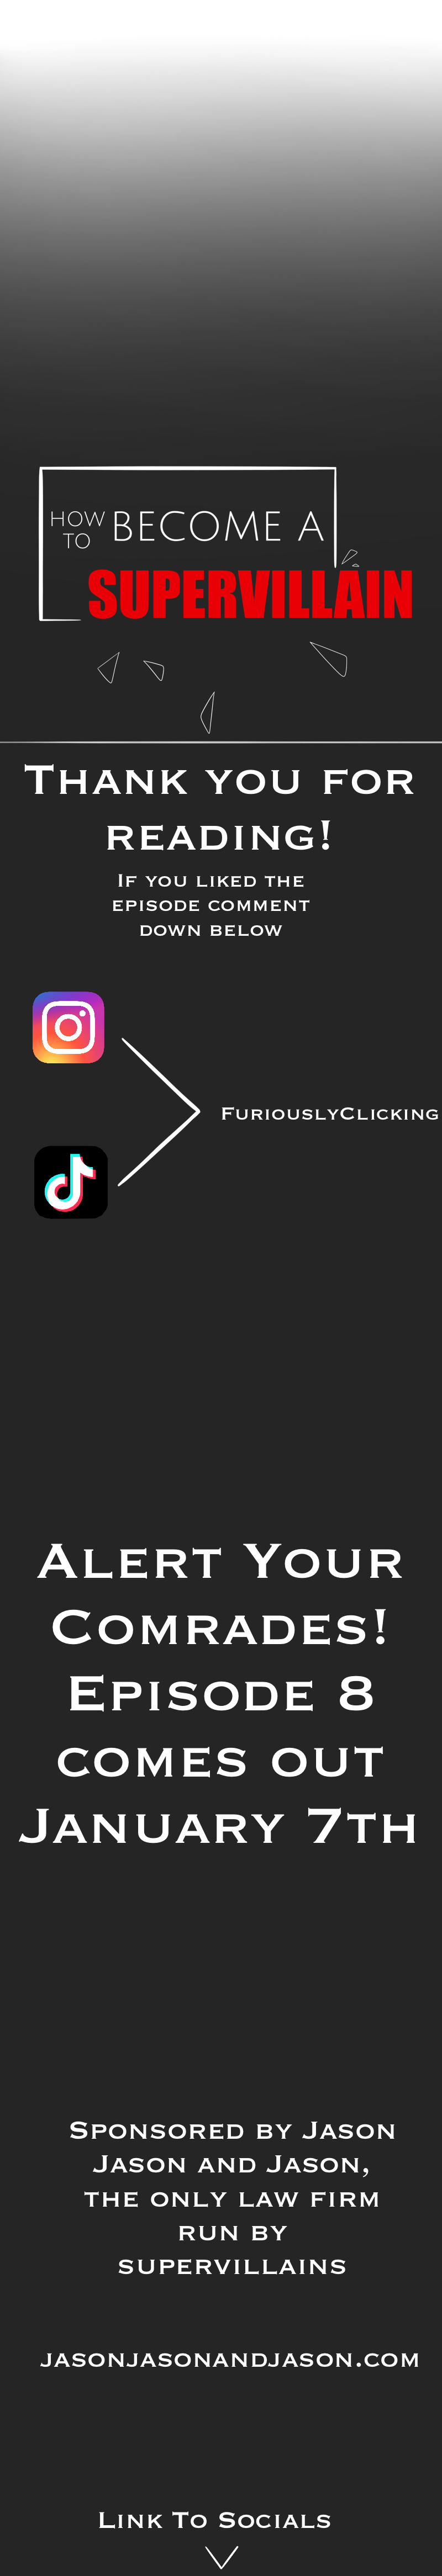 HOW
TO
BECOME A
SUPERVILLAIN
Thank you for
reading!
If you liked the
episode comment
down below
FuriouslyClicking
Alert Your
Comrades!
Episode 8
comes out
January 7th
Sponsored by Jason
Jason and Jason,
the only law firm
run by
supervillains
jasonjasonandjason.com
Link To Socials